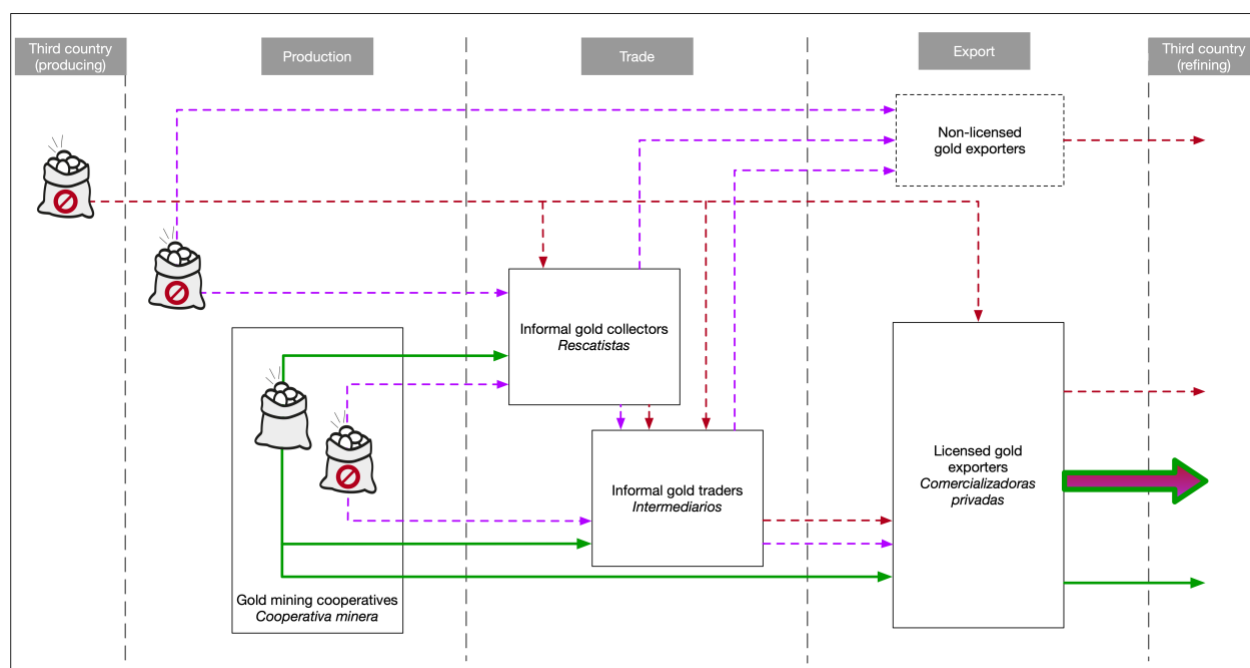 Third country
(producing)
Production
Trade
Export
Third country
(refining)
Non-licensed
gold exporters
Informal gold collectors
Rescatistas
Licensed gold
exporters
Comercializadoras
privadas
Informal gold traders
Intermediarios
Gold mining cooperatives
Cooperativa minera